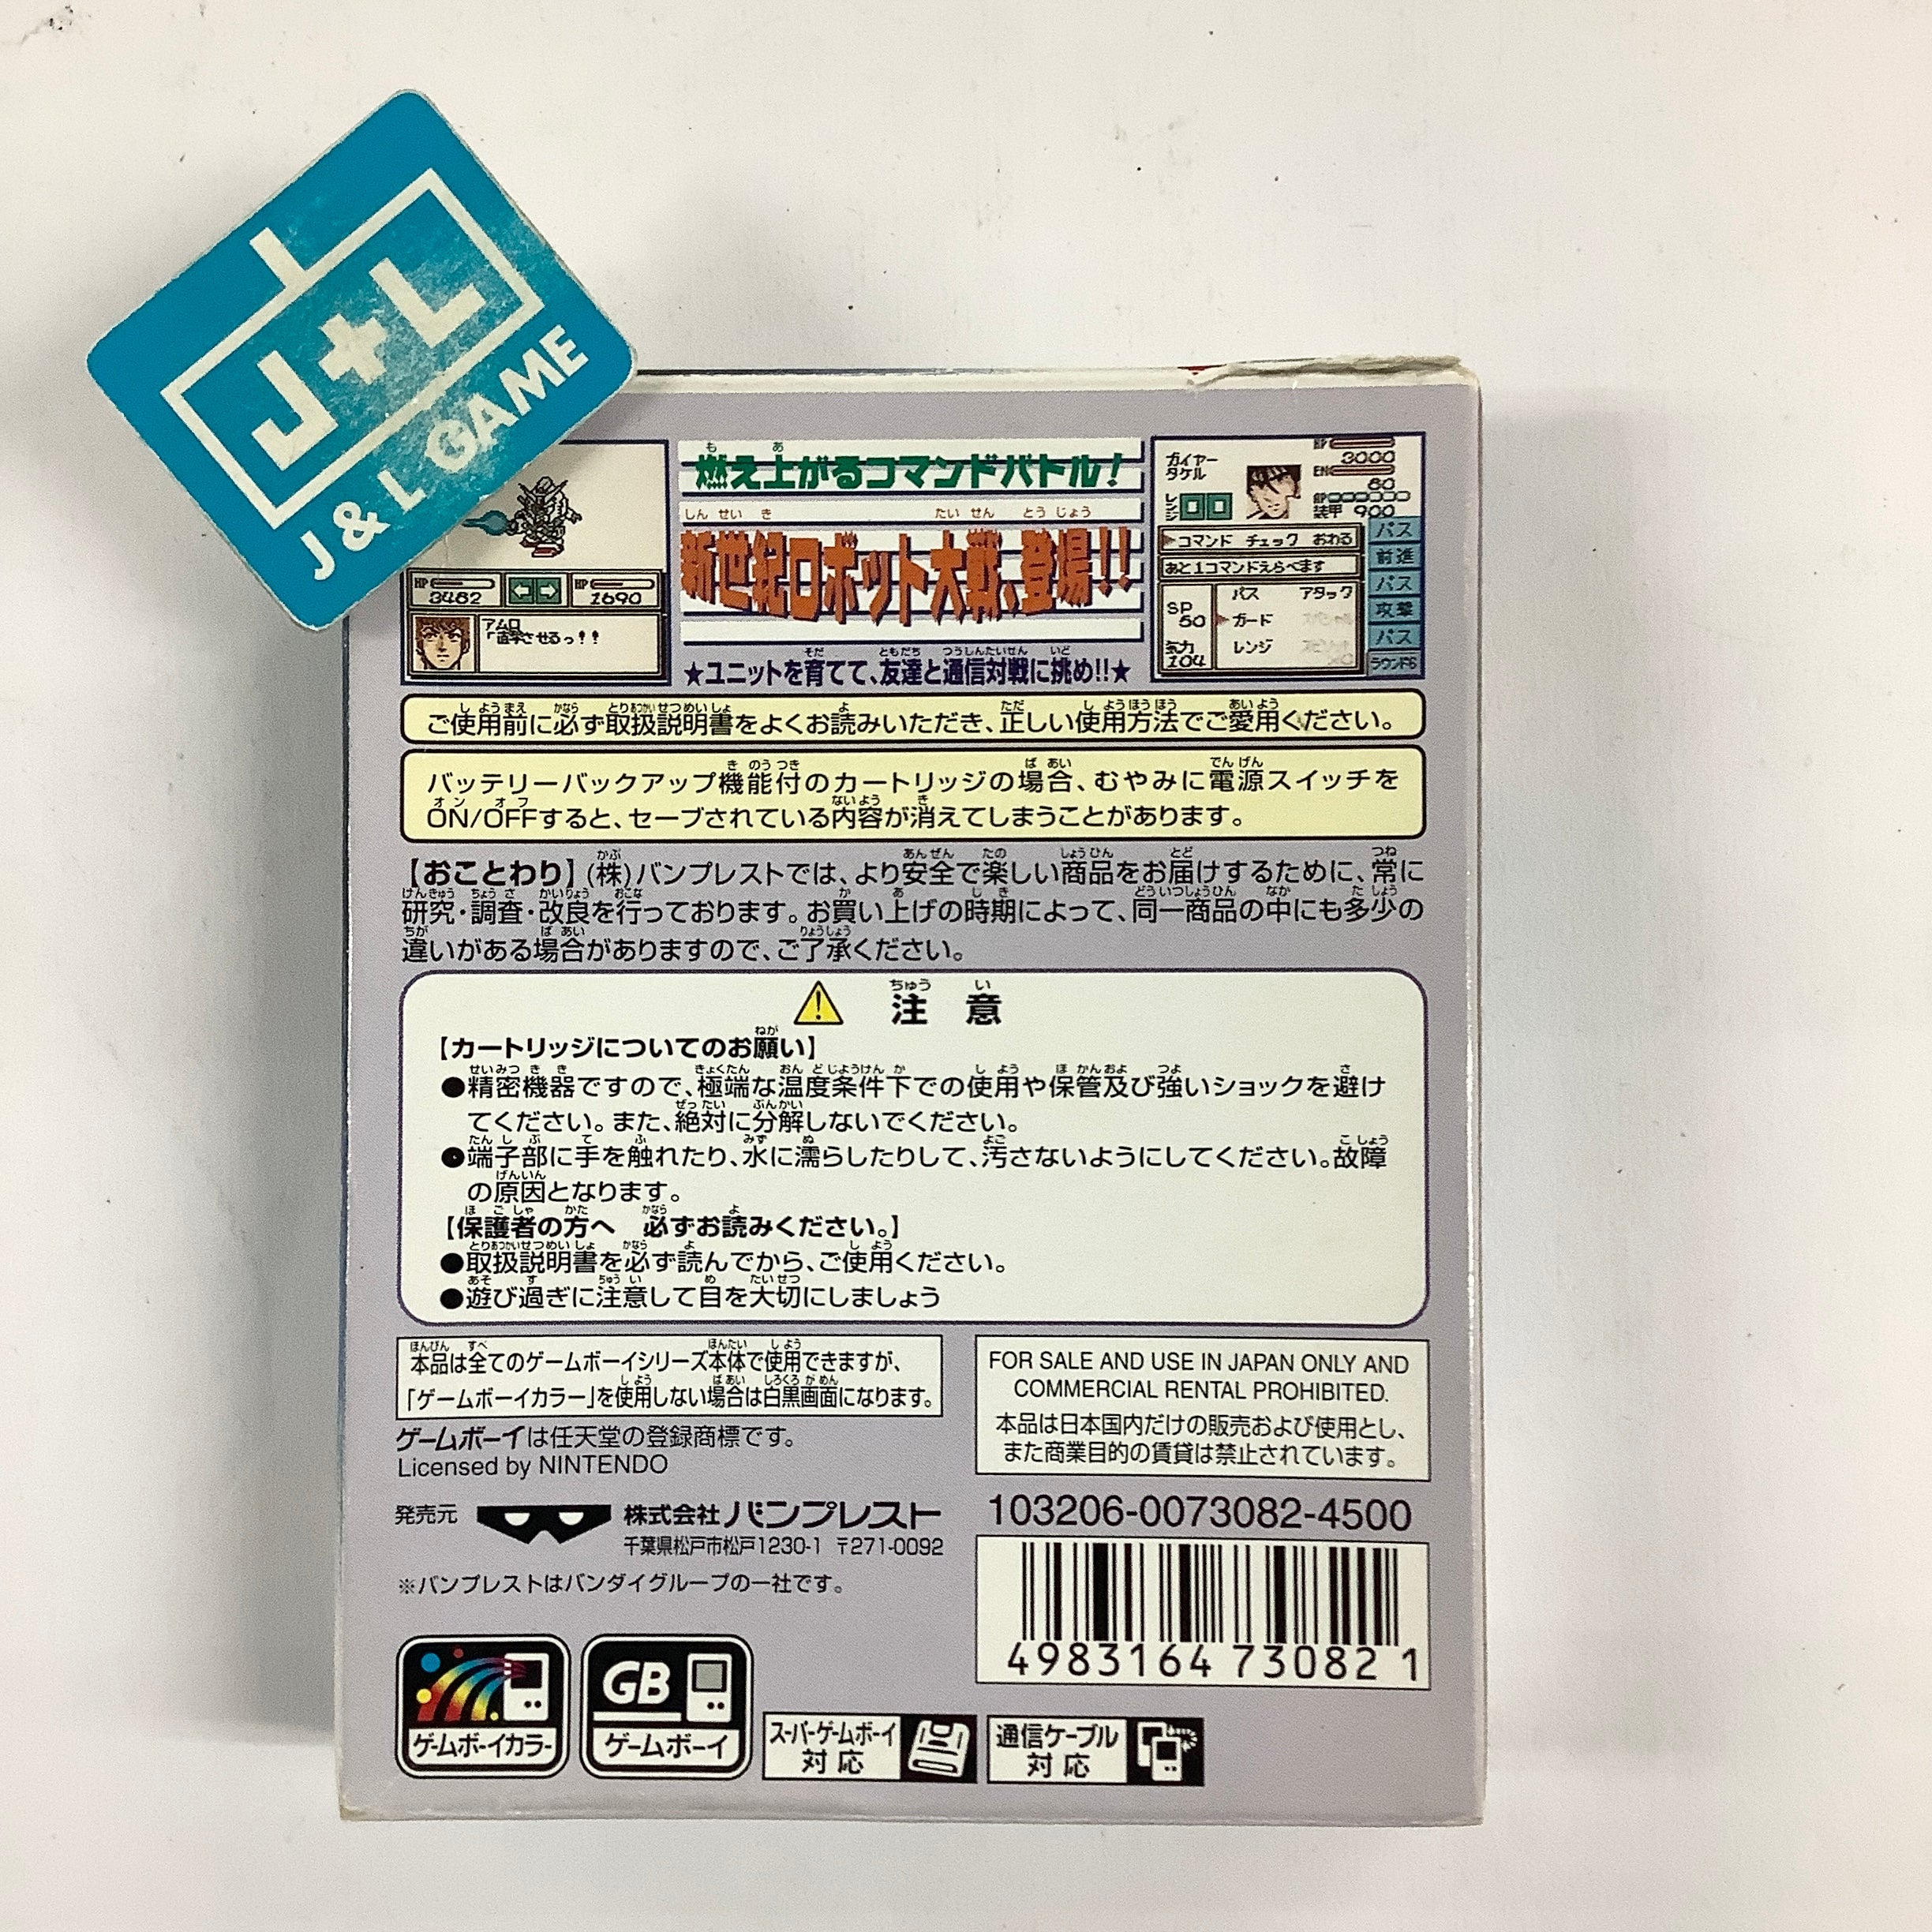 J+L
J & L GAME
燃え上がるコマンドバトル!
新世紀ロボット大戦、登場!!
★ユニットを育てて、友達と通信対戦に挑め!!★
HP
3482
HP
1690
アムロ
ガイヤー
タケル
レンジ
HP
3000
EN
60
装甲 900
コマンド チェック おわる
あと1コマンドえらべます
SP
50
気力
104
パス アタック
ガード
レンジ
パス
前進
パス
攻撃
パス
ラウンド6
ご使用前に必ず取扱説明書をよくお読みいただき、正しい使用方法でご愛用ください。
バッテリーバックアップ機能付のカートリッジの場合、むやみに電源スイッチを
ON/OFFすると、セーブされている内容が消えてしまうことがあります。
【おことわり】(株)バンプレストでは、より安全で楽しい商品をお届けするために、常に
研究・調査・改良を行っております。お買い上げの時期によって、同一商品の中にも多少の
違いがある場合がありますので、ご了承ください。
注 意
【カートリッジについてのお願い】
●精密機器ですので、極端な温度条件下での使用や保管及び強いショックを避け
てください。また、絶対に分解しないでください。
●端子部に手を触れたり、水に濡らしたりして、汚さないようにしてください。故障
の原因となります。
【保護者の方へ 必ずお読みください。】
●取扱説明書を必ず読んでから、ご使用ください。
●遊び過ぎに注意して目を大切にしましょう
本品は全てのゲームボーイシリーズ本体で使用できますが、
「ゲームボーイカラー」を使用しない場合は白黒画面になります。
FOR SALE AND USE IN JAPAN ONLY AND
COMMERCIAL RENTAL PROHIBITED.
本品は日本国内だけの販売および使用とし、
また商業目的の賃貸は禁止されています。
ゲームボーイは任天堂の登録商標です。
Licensed by NINTENDO
発売元 株式会社バンプレスト
千葉県松戸市松戸1230-1 〒271-0092
※バンプレストはバンダイグループの一社です。
103206-0073082-4500
4983164730821
ゲームボーイカラー
GB
ゲームボーイ
スーパーゲームボーイ
対応
通信ケーブル
対応